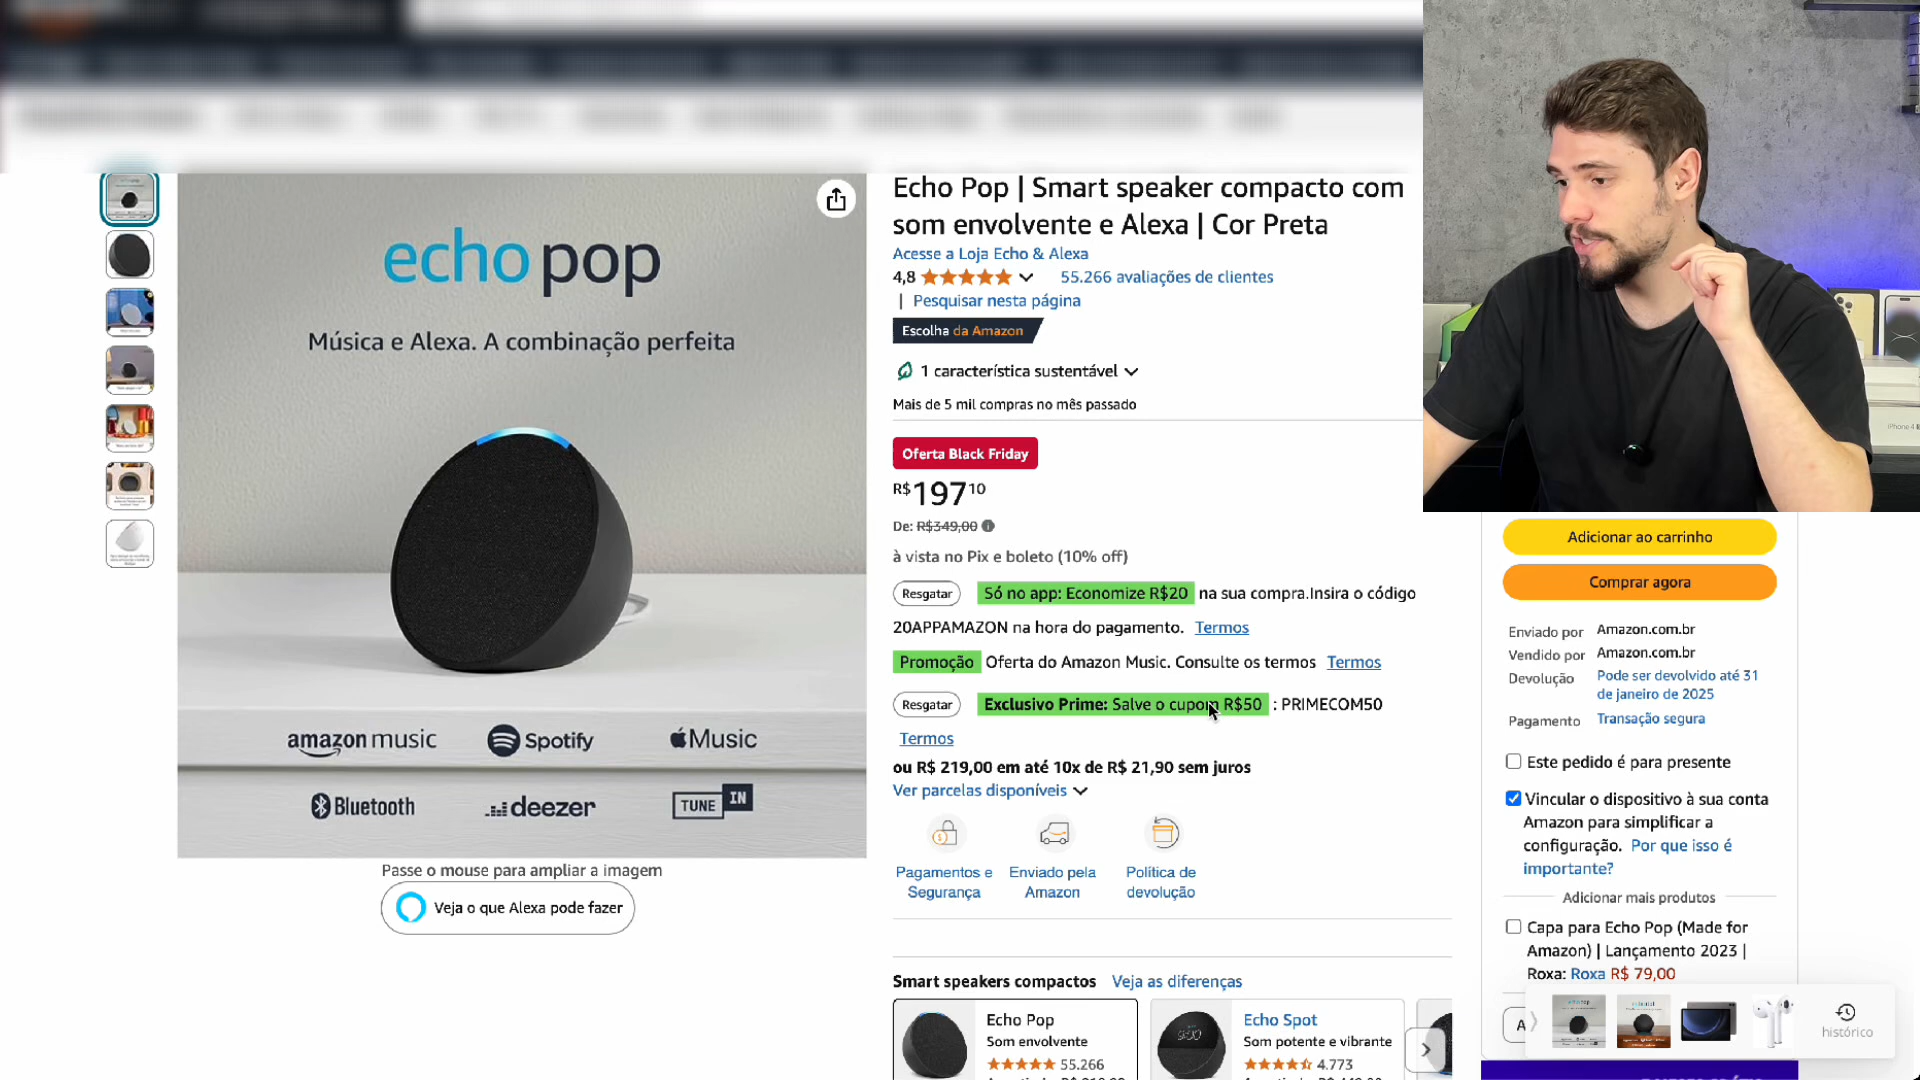 echo pop
Música e Alexa. A combinação perfeita
amazon music
Spotify
Music
Bluetooth
deezer
TUNE IN
Passe o mouse para ampliar a imagem
Veja o que Alexa pode fazer
Echo Pop | Smart speaker compacto com
som envolvente e Alexa | Cor Preta
Acesse a Loja Echo & Alexa
4,8 55.266 avaliações de clientes
| Pesquisar nesta página
Escolha da Amazon
1 característica sustentável
Mais de 5 mil compras no mês passado
Oferta Black Friday
R$19710
De: R$349,00
à vista no Pix e boleto (10% off)
Resgatar Só no app: Economize R$20 na sua compra.Insira o código
20APPAMAZON na hora do pagamento. Termos
Promoção Oferta do Amazon Music. Consulte os termos Termos
Resgatar Exclusivo Prime: Salve o cupom R$50 : PRIMECOM50
Termos
ou R$ 219,00 em até 10x de R$ 21,90 sem juros
Ver parcelas disponíveis
Pagamentos e
Segurança
Enviado pela
Amazon
Política de
devolução
Smart speakers compactos Veja as diferenças
Echo Pop
Som envolvente
55.266
Echo Spot
Som potente e vibrante
4.773
Adicionar ao carrinho
Comprar agora
Enviado por Amazon.com.br
Vendido por Amazon.com.br
Devolução Pode ser devolvido até 31
de janeiro de 2025
Pagamento Transação segura
Este pedido é para presente
Vincular o dispositivo à sua conta
Amazon para simplificar a
configuração. Por que isso é
importante?
Adicionar mais produtos
Capa para Echo Pop (Made for
Amazon) | Lançamento 2023 |
Roxa: Roxa R$ 79,00
A
histórico